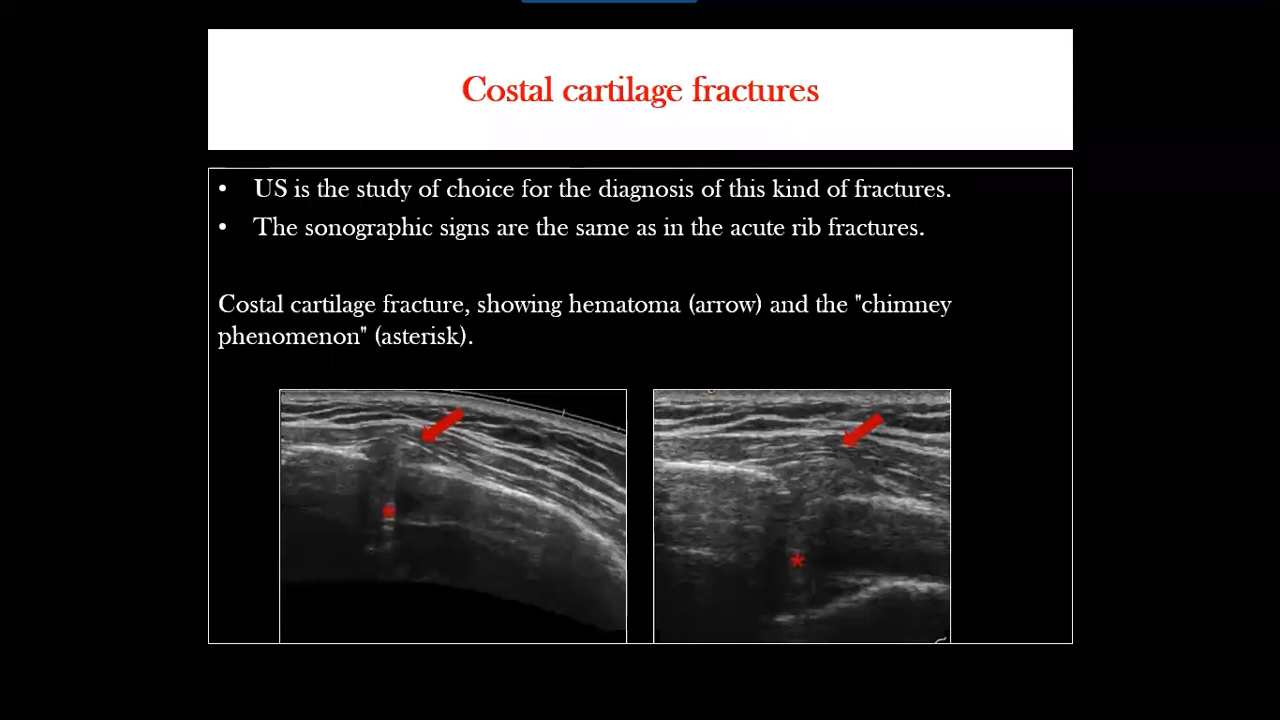 Costal cartilage fractures
• US is the study of choice for the diagnosis of this kind of fractures.
• The sonographic signs are the same as in the acute rib fractures.
Costal cartilage fracture, showing hematoma (arrow) and the "chimney
phenomenon" (asterisk).
*
*